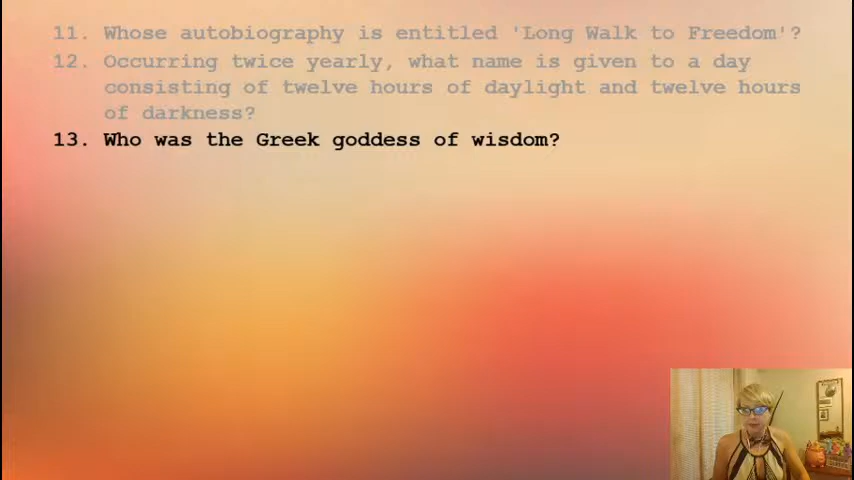 11. Whose autobiography is entitled 'Long Walk to Freedom'?
12. Occurring twice yearly, what name is given to a day
consisting of twelve hours of daylight and twelve hours
of darkness?
13. Who was the Greek goddess of wisdom?